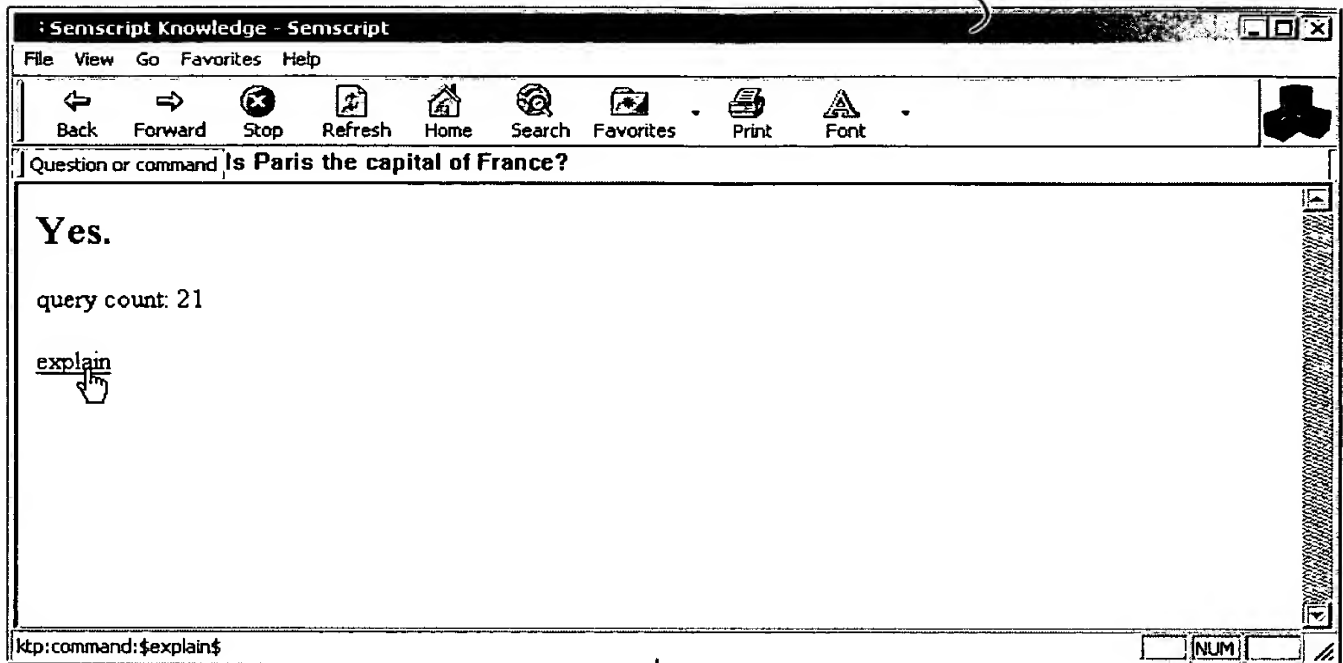 Semscript Knowledge - Semscript
File View Go Favorites Help
Back Forward Stop Refresh Home Search Favorites Print Font
Question or command Is Paris the capital of France?
Yes.
query count: 21
explain
ktp:command:$explain$ NUM